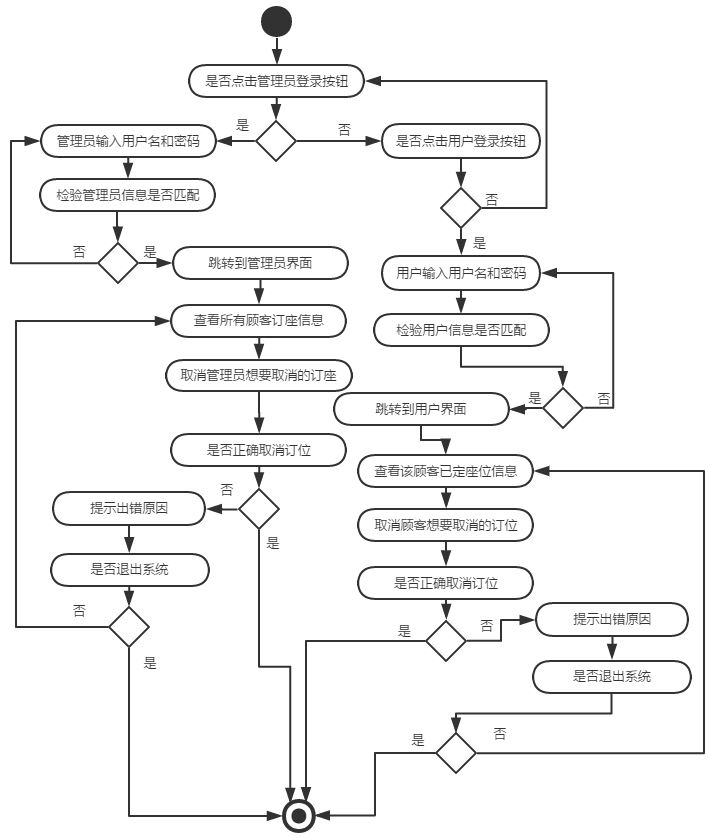 是否点击管理员登录按钮
是
否
管理员输入用户名和密码
是否点击用户登录按钮
检验管理员信息是否匹配
否
否
是
是
跳转到管理员界面
用户输入用户名和密码
查看所有顾客订座信息
检验用户信息是否匹配
取消管理员想要取消的订座
是
否
跳转到用户界面
是否正确取消订位
查看该顾客已定座位信息
否
提示出错原因
取消顾客想要取消的订位
是
是否退出系统
是否正确取消订位
否
是
否
提示出错原因
是
是否退出系统
是
否